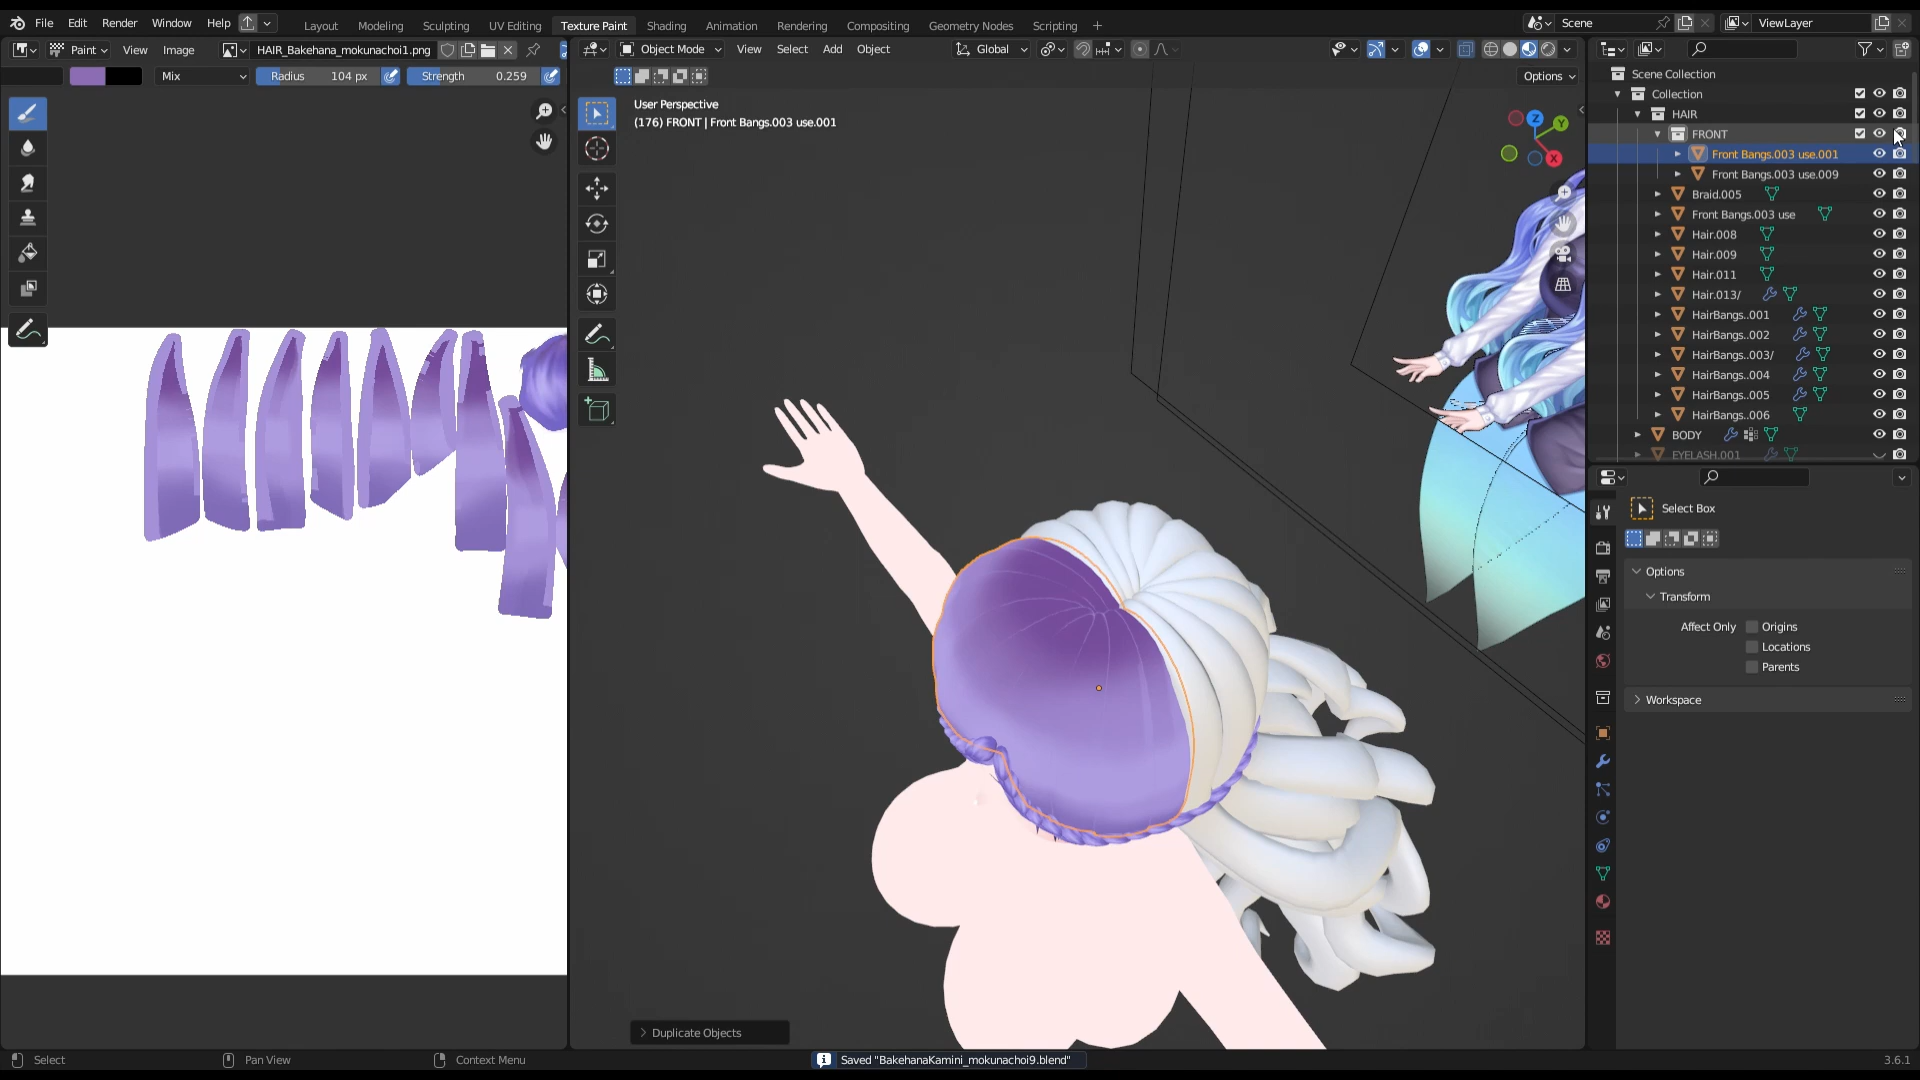 File Edit Render Window Help
Layout Modeling Sculpting UV Editing Texture Paint Shading Animation Rendering Compositing Geometry Nodes Scripting
Scene ViewLayer
Paint View Image HAIR_Bakehana_mokunachoi1.png
Object Mode View Select Add Object Global
Mix Radius 104 px Strength 0.259
Options
User Perspective
(176) FRONT | Front Bangs.003 use.001
Z Y X
Scene Collection
Collection
HAIR
FRONT
Front Bangs.003 use.001
Front Bangs.003 use.009
Braid.005
Front Bangs.003 use
Hair.008
Hair.009
Hair.011
Hair.013/
HairBangs..001
HairBangs..002
HairBangs..003/
HairBangs..004
HairBangs..005
HairBangs..006
BODY
EYELASH.001
Select Box
Options
Transform
Affect Only Origins
Locations
Parents
Workspace
Duplicate Objects
Select Pan View Context Menu Saved "BakehanaKamini_mokunachoi9.blend" 3.6.1